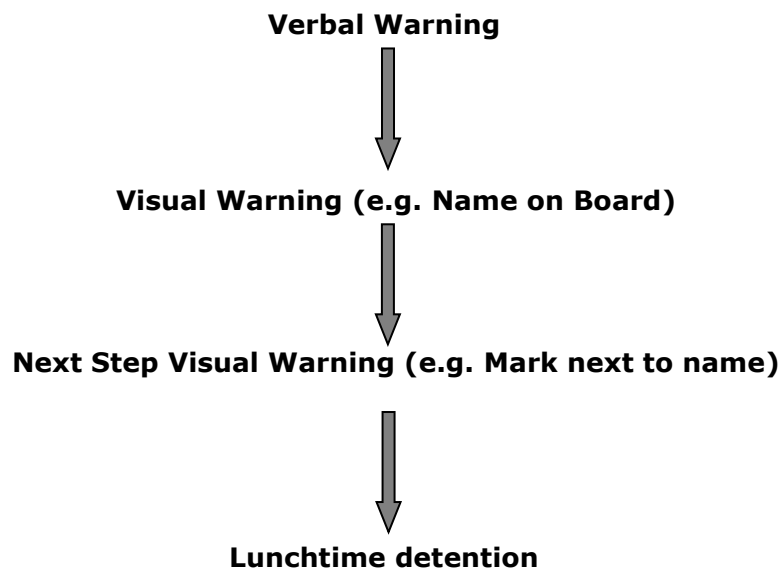 Verbal Warning
Visual Warning (e.g. Name on Board)
Next Step Visual Warning (e.g. Mark next to name)
Lunchtime detention